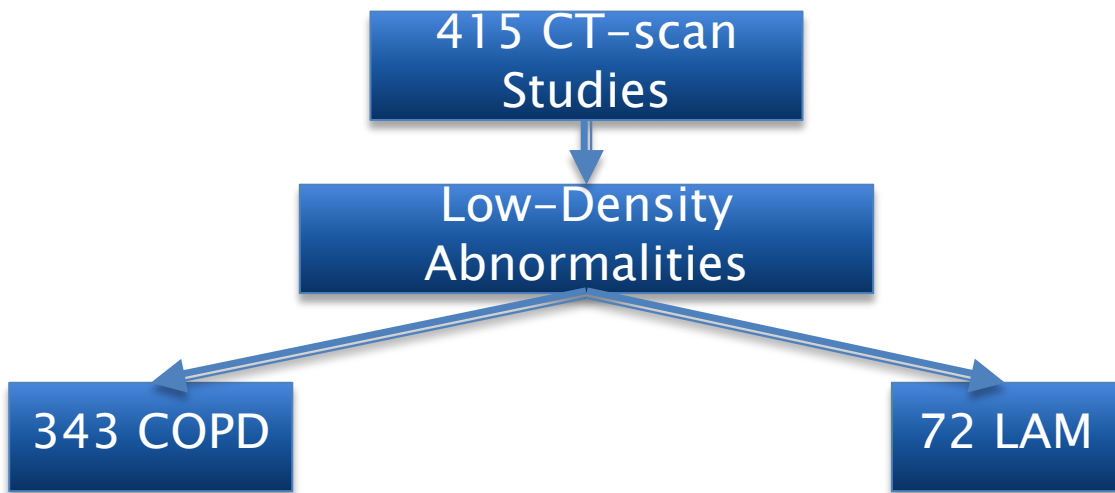 415 CT-scan
Studies
Low-Density
Abnormalities
343 COPD
72 LAM